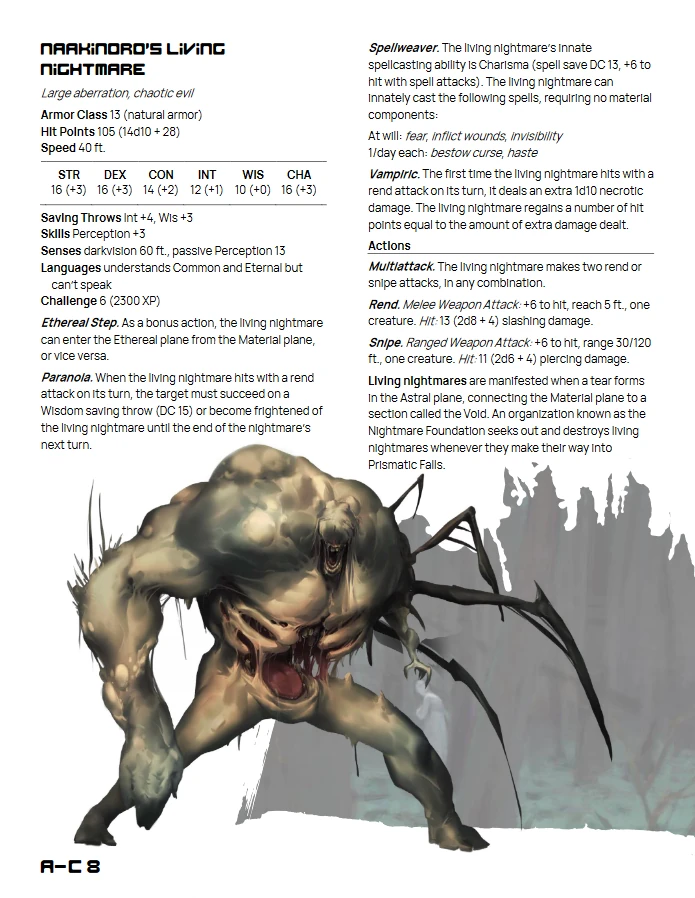 NAAKINORD'S LIVING
NIGHTMARE
Large aberration, chaotic evil
Armor Class 13 (natural armor)
Hit Points 105 (14d10 + 28)
Speed 40 ft.
STR DEX CON INT WIS CHA
16 (+3) 16 (+3) 14 (+2) 12 (+1) 10 (+0) 16 (+3)
Saving Throws Int +4, Wis +3
Skills Perception +3
Senses darkvision 60 ft., passive Perception 13
Languages understands Common and Eternal but
can't speak
Challenge 6 (2300 XP)
Ethereal Step. As a bonus action, the living nightmare
can enter the Ethereal plane from the Material plane,
or vice versa.
Paranoia. When the living nightmare hits with a rend
attack on its turn, the target must succeed on a
Wisdom saving throw (DC 15) or become frightened of
the living nightmare until the end of the nightmare's
next turn.
Spellweaver. The living nightmare's innate
spellcasting ability is Charisma (spell save DC 13, +6 to
hit with spell attacks). The living nightmare can
innately cast the following spells, requiring no material
components:
At will: fear, inflict wounds, invisibility
1/day each: bestow curse, haste
Vampiric. The first time the living nightmare hits with a
rend attack on its turn, it deals an extra 1d10 necrotic
damage. The living nightmare regains a number of hit
points equal to the amount of extra damage dealt.
Actions
Multiattack. The living nightmare makes two rend or
snipe attacks, in any combination.
Rend. Melee Weapon Attack: +6 to hit, reach 5 ft., one
creature. Hit: 13 (2d8 + 4) slashing damage.
Snipe. Ranged Weapon Attack: +6 to hit, range 30/120
ft., one creature. Hit: 11 (2d6 + 4) piercing damage.
Living nightmares are manifested when a tear forms
in the Astral plane, connecting the Material plane to a
section called the Void. An organization known as the
Nightmare Foundation seeks out and destroys living
nightmares whenever they make their way into
Prismatic Falls.
A-C 8